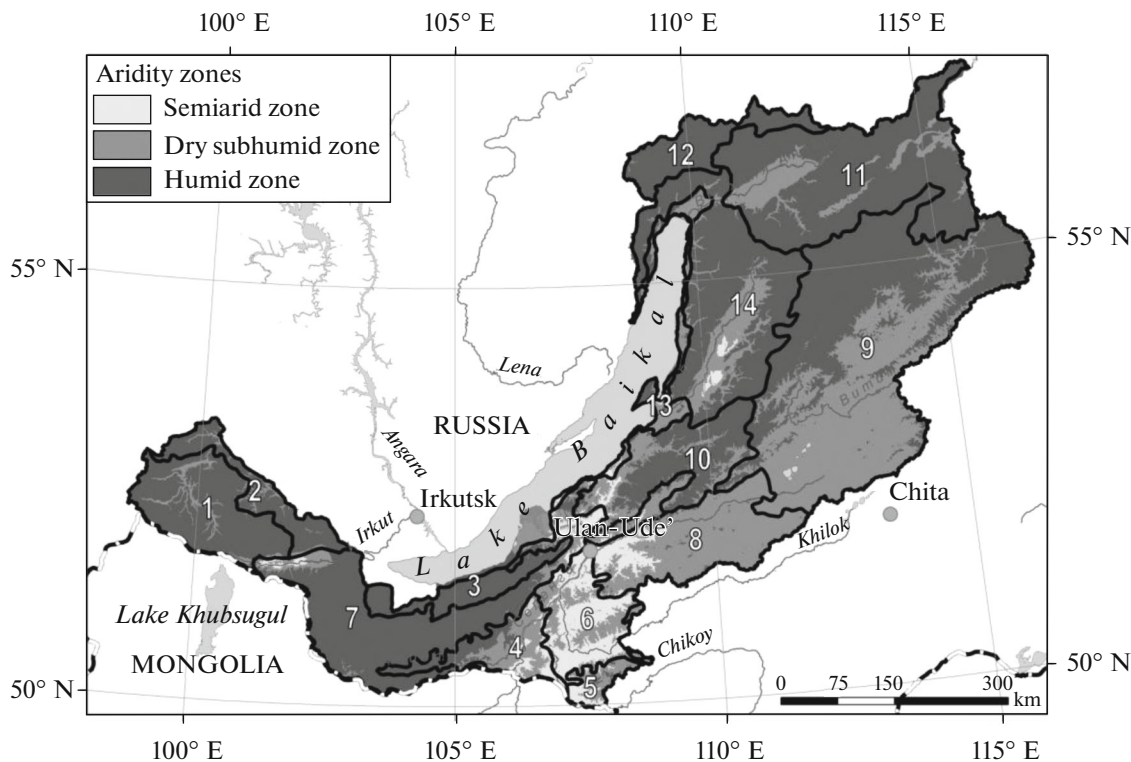 100° E 105° E 110° E 115° E
Aridity zones
Semiarid zone
Dry subhumid zone
Humid zone
12
11
55° N
55° N
14
Lake Baikal
9
Lena
13
RUSSIA
Angara
10
Irkutsk
Chita
1
2
Irkut
Ulan-Ude'
8
Khilok
3
Lake Khubsugul
7
6
4
Chikoy
MONGOLIA
5
50° N
50° N
0 75 150 300
km
100° E 105° E 110° E 115° E